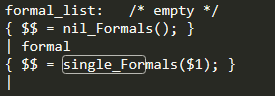 formal_list:   /* empty */
{ $$ = nil_Formals(); }
| formal
{ $$ = single_Formals($1); }
|